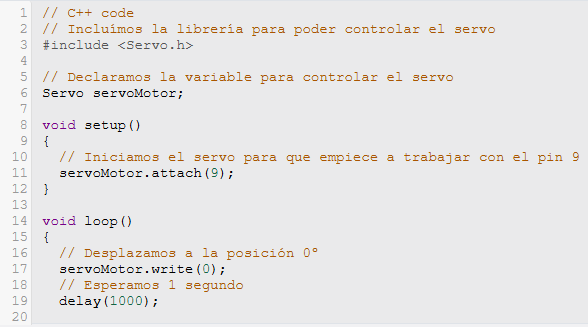 1 // C++ code
2 // Incluímos la librería para poder controlar el servo
3 #include <Servo.h>
4
5 // Declaramos la variable para controlar el servo
6 Servo servoMotor;
7
8 void setup()
9 {
10 // Iniciamos el servo para que empiece a trabajar con el pin 9
11 servoMotor.attach(9);
12 }
13
14 void loop()
15 {
16 // Desplazamos a la posición 0º
17 servoMotor.write(0);
18 // Esperamos 1 segundo
19 delay(1000);
20